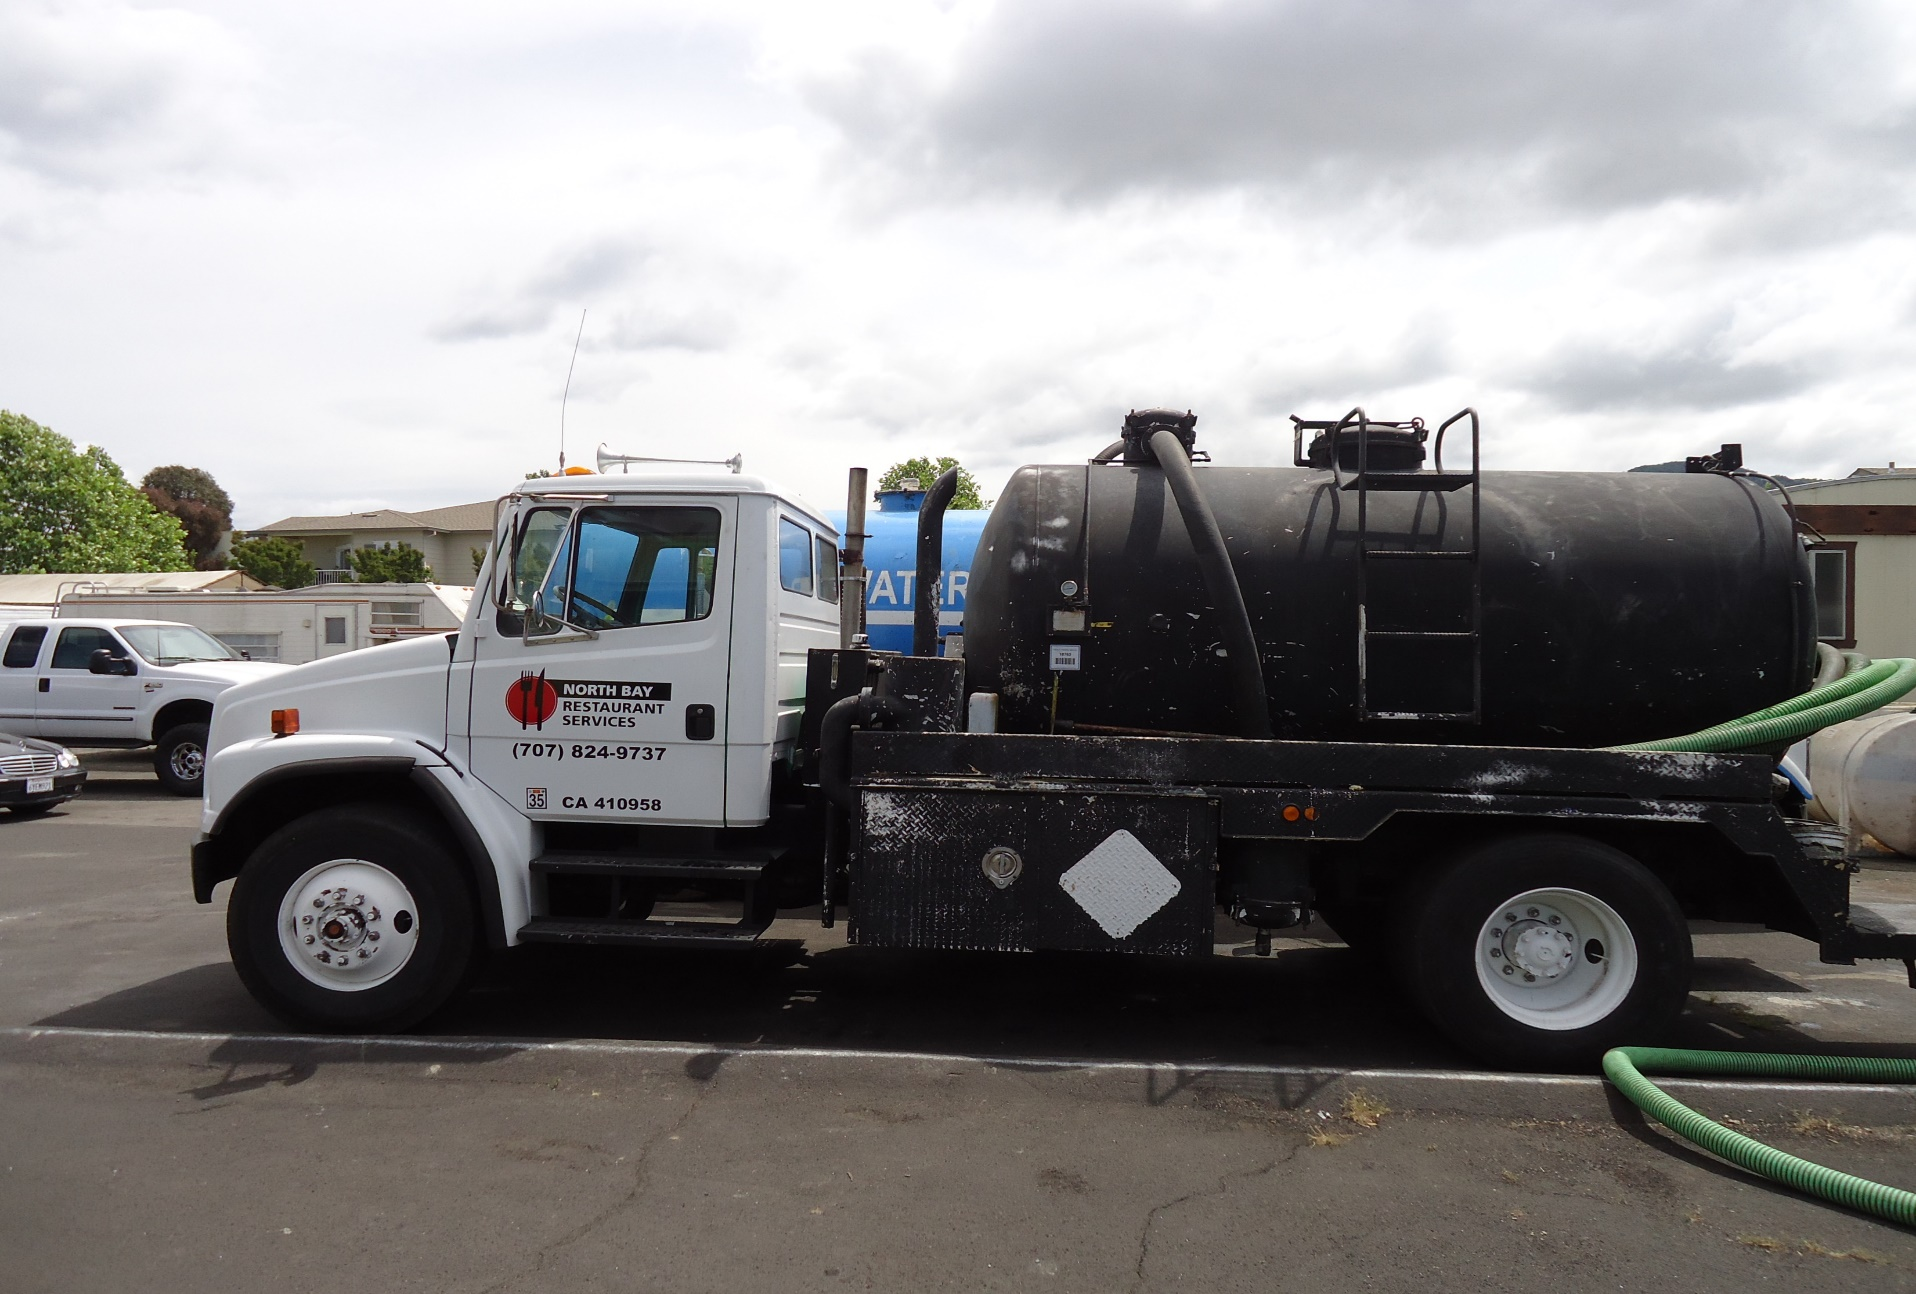 WATER
NORTH BAY
RESTAURANT
SERVICES
(707) 824-9737
35 CA 410958